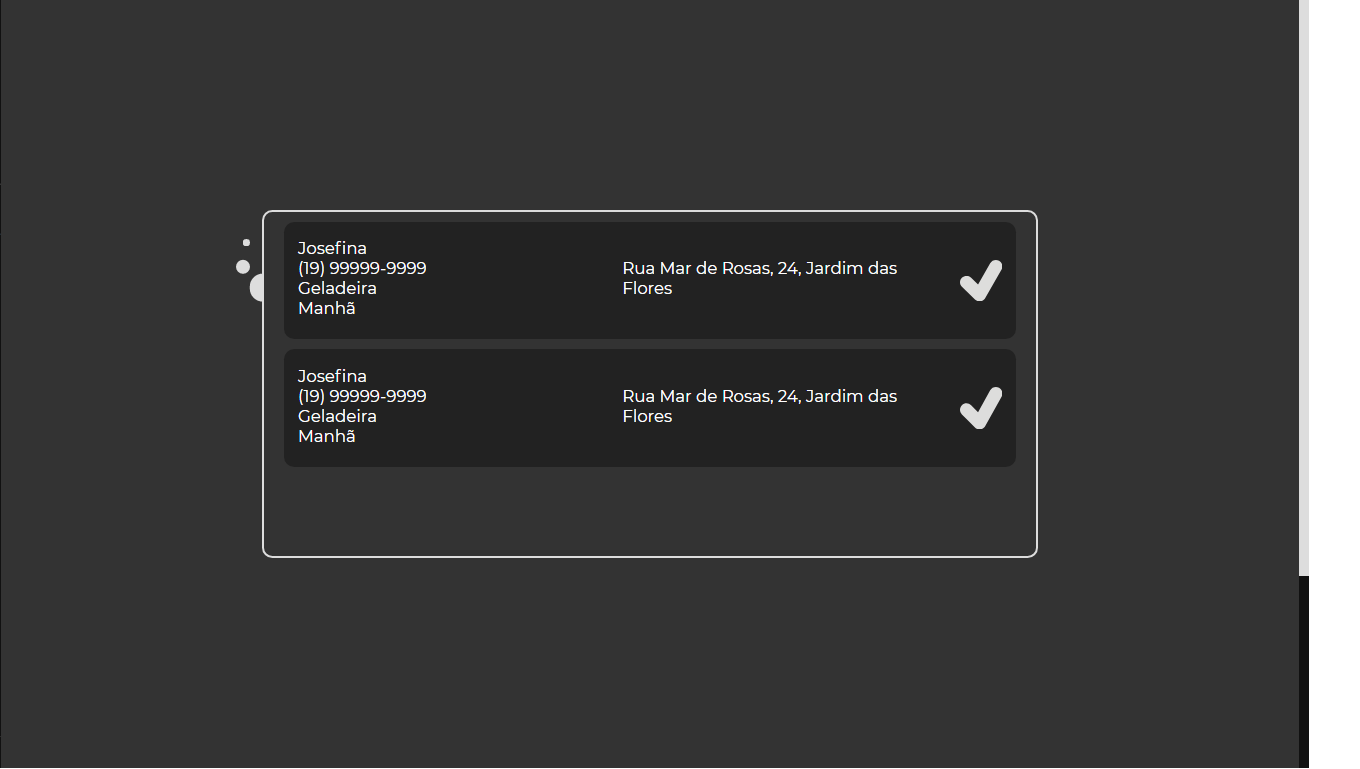 Josefina
(19) 99999-9999
Geladeira
Manhã
Rua Mar de Rosas, 24, Jardim das
Flores
Josefina
(19) 99999-9999
Geladeira
Manhã
Rua Mar de Rosas, 24, Jardim das
Flores